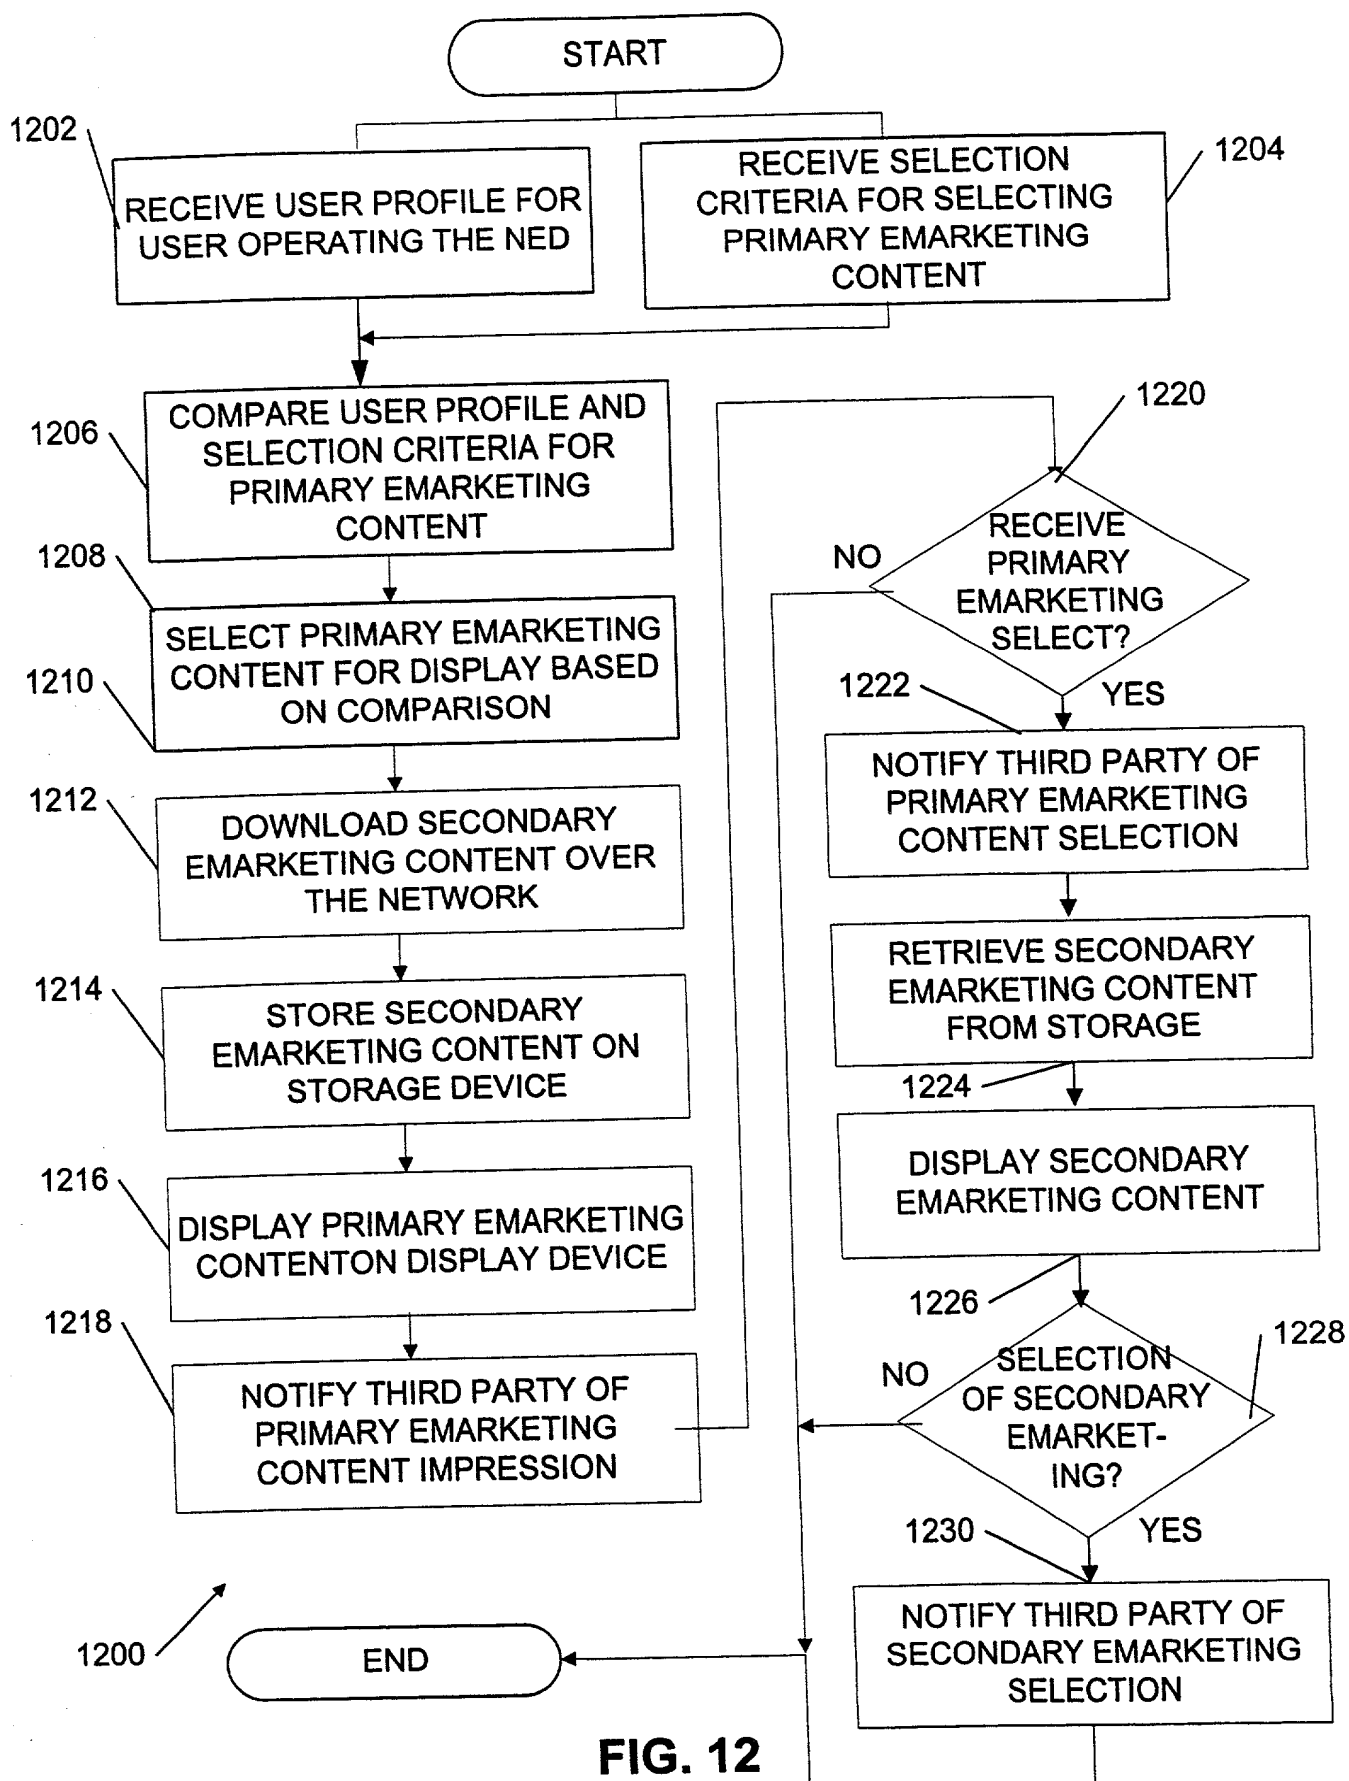 START
1202
RECEIVE USER PROFILE FOR
USER OPERATING THE NED
RECEIVE SELECTION
CRITERIA FOR SELECTING
PRIMARY EMARKETING
CONTENT
1204
1206
COMPARE USER PROFILE AND
SELECTION CRITERIA FOR
PRIMARY EMARKETING
CONTENT
1208
SELECT PRIMARY EMARKETING
CONTENT FOR DISPLAY BASED
ON COMPARISON
1210
1212
DOWNLOAD SECONDARY
EMARKETING CONTENT OVER
THE NETWORK
1214
STORE SECONDARY
EMARKETING CONTENT ON
STORAGE DEVICE
1216
DISPLAY PRIMARY EMARKETING
CONTENTON DISPLAY DEVICE
1218
NOTIFY THIRD PARTY OF
PRIMARY EMARKETING
CONTENT IMPRESSION
1220
RECEIVE
PRIMARY
EMARKETING
SELECT?
NO
YES
1222
NOTIFY THIRD PARTY OF
PRIMARY EMARKETING
CONTENT SELECTION
RETRIEVE SECONDARY
EMARKETING CONTENT
FROM STORAGE
1224
DISPLAY SECONDARY
EMARKETING CONTENT
1226
1228
SELECTION
OF SECONDARY
EMARKET-
ING?
NO
YES
1230
NOTIFY THIRD PARTY OF
SECONDARY EMARKETING
SELECTION
1200
END
FIG. 12